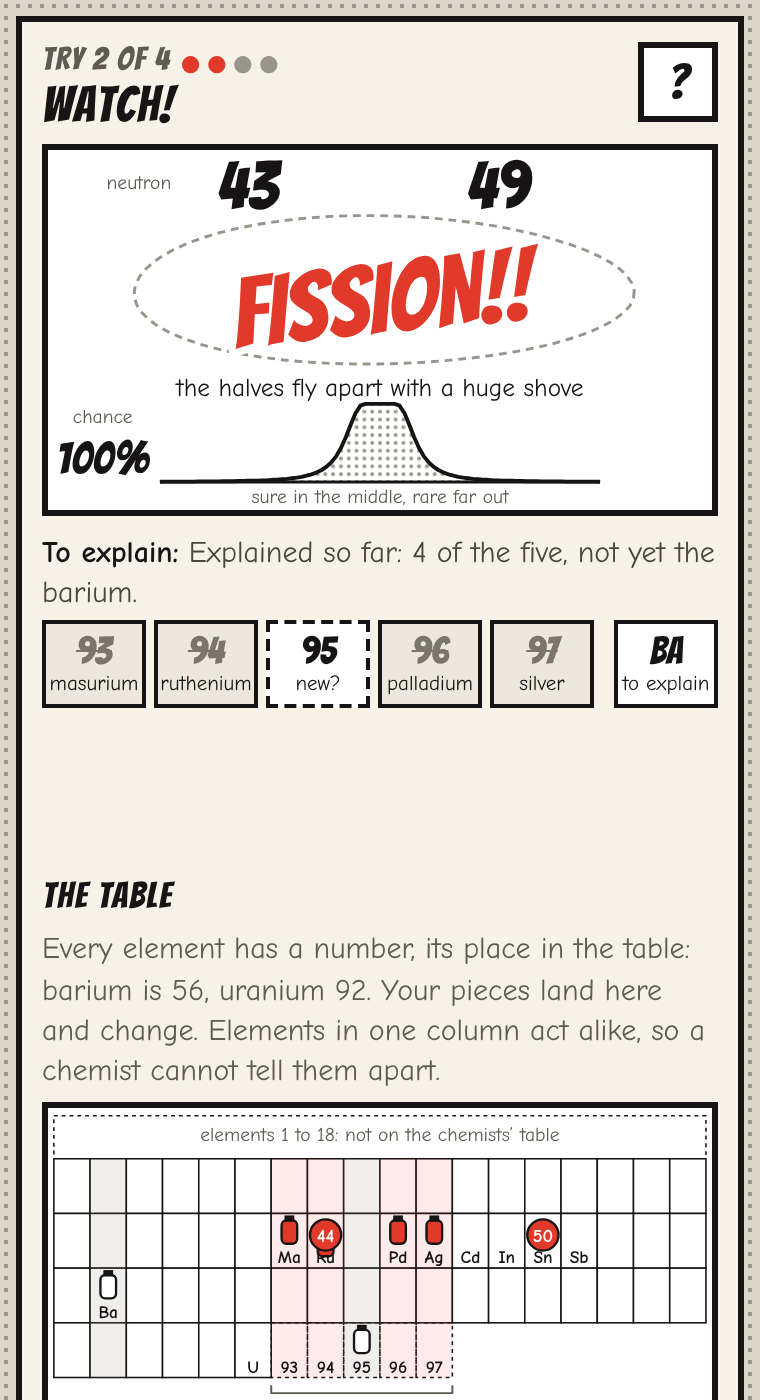 TRY 2 OF 4
WATCH!
?
neutron 43 49
FISSION!!
the halves fly apart with a huge shove
chance
100%
sure in the middle, rare far out
To explain: Explained so far: 4 of the five, not yet the
barium.
93 94 95 96 97 BA
masurium ruthenium new? palladium silver to explain
THE TABLE
Every element has a number, its place in the table:
barium is 56, uranium 92. Your pieces land here
and change. Elements in one column act alike, so a
chemist cannot tell them apart.
elements 1 to 18: not on the chemists' table
44 50
Ma Ru Pd Ag Cd In Sn Sb
Ba
U 93 94 95 96 97